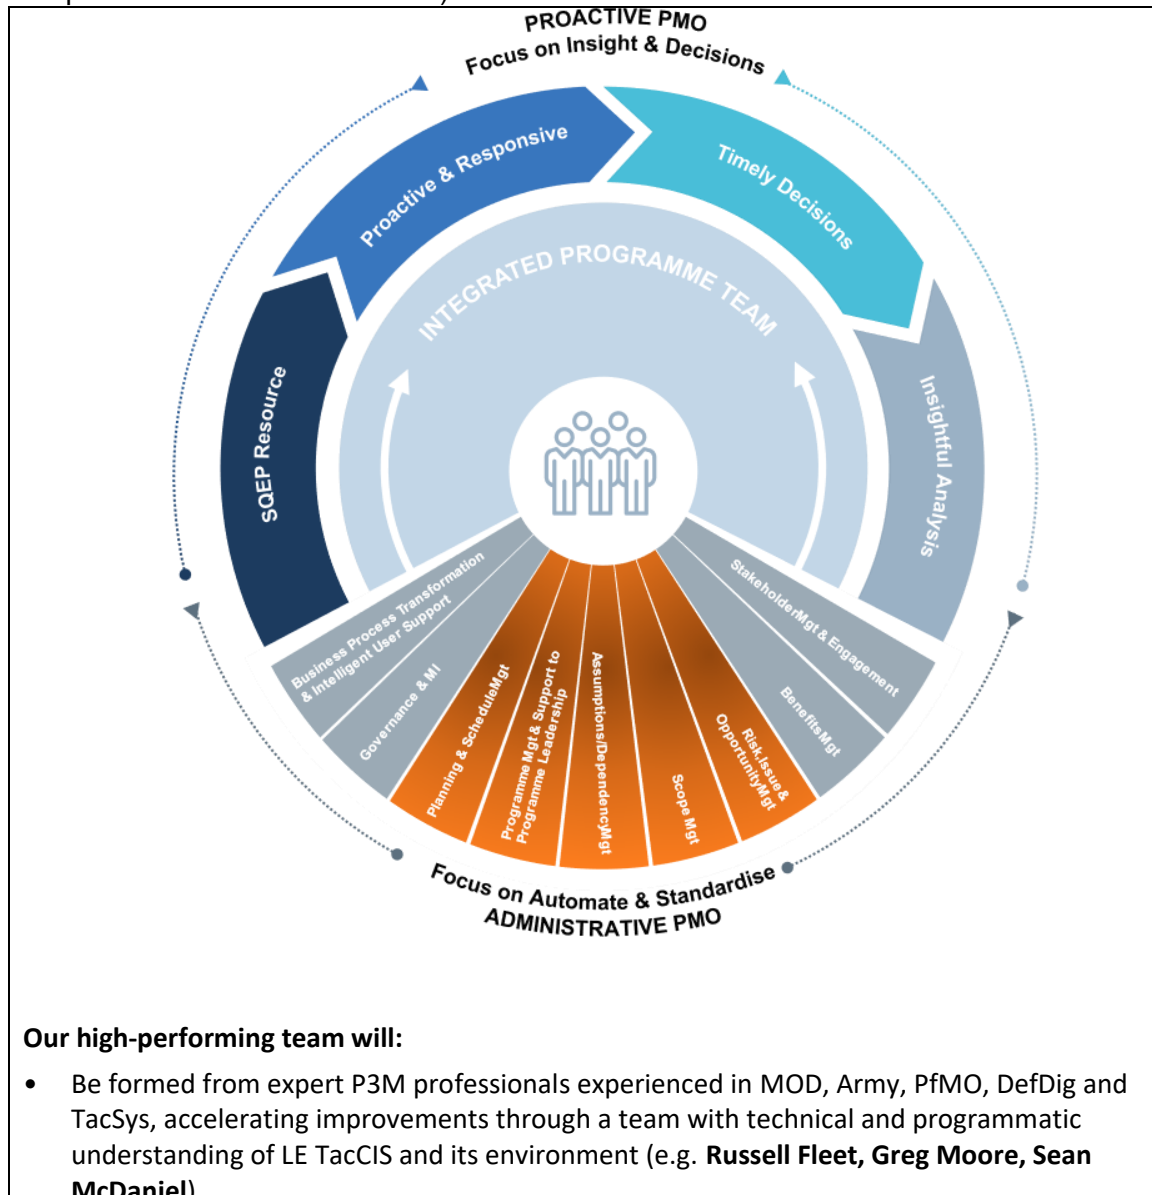 PROACTIVE PMO
Focus on Insight & Decisions
Proactive & Responsive
Timely Decisions
INTEGRATED PROGRAMME TEAM
SQEP Resource
Insightful Analysis
Business Process Transformation
& Intelligent User Support
Governance & MI
Planning & ScheduleMgt
Programme Mgt & Support to
Programme Leadership
Assumptions/DependencyMgt
Scope Mgt
Risk,Issue &
OpportunityMgt
BenefitsMgt
StakeholderMgt & Engagement
Focus on Automate & Standardise
ADMINISTRATIVE PMO
Our high-performing team will:
• Be formed from expert P3M professionals experienced in MOD, Army, PfMO, DefDig and
TacSys, accelerating improvements through a team with technical and programmatic
understanding of LE TacCIS and its environment (e.g. Russell Fleet, Greg Moore, Sean
McDaniel)